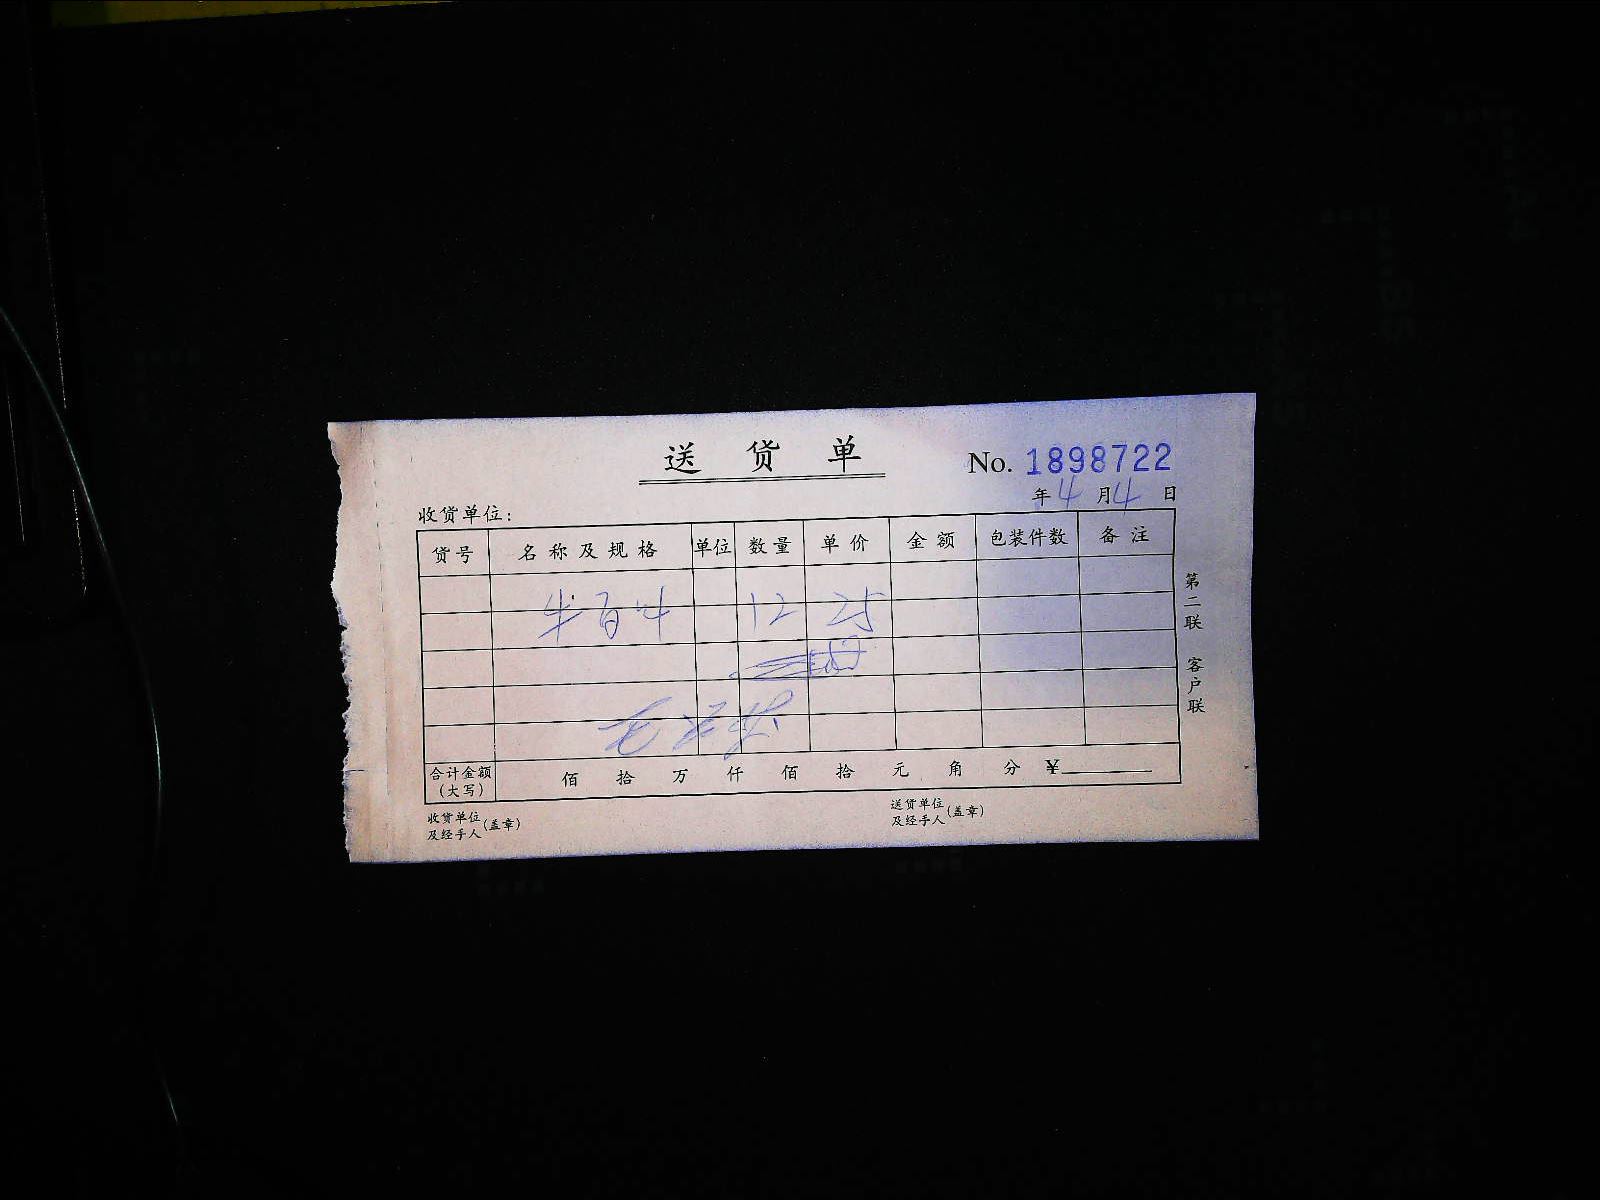 送 货 单
No. 1898722
年 4 月 4 日
收货单位:
货号 名称及规格 单位 数量 单价 金额 包装件数 备注
牛百叶 12 25
合计金额(大写) 佰 拾 万 仟 佰 拾 元 角 分 ¥
收货单位及经手人(盖章) 送货单位及经手人(盖章)
第二联 客户联